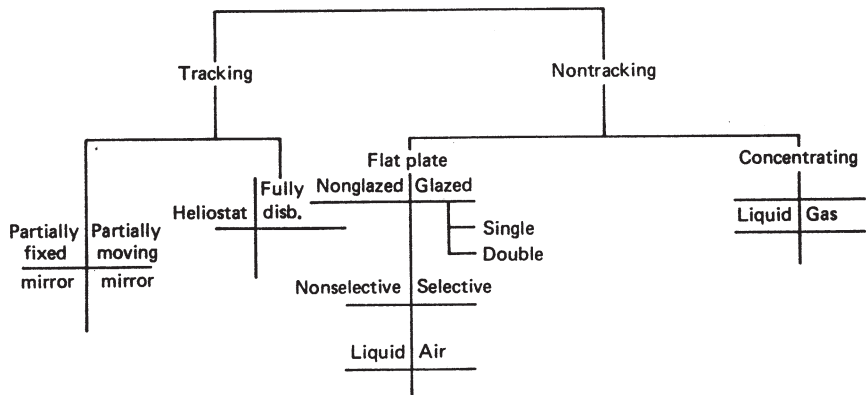 Tracking
Nontracking
Flat plate
Concentrating
Nonglazed Glazed
Heliostat
Fully
disb.
Liquid Gas
Partially Partially
fixed moving
mirror mirror
Single
Double
Nonselective Selective
Liquid Air